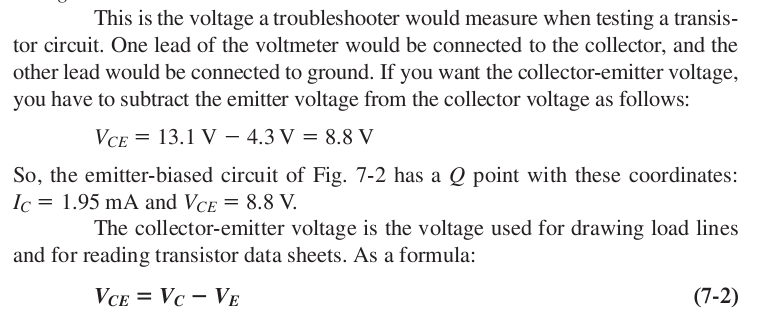 This is the voltage a troubleshooter would measure when testing a transis-
tor circuit. One lead of the voltmeter would be connected to the collector, and the
other lead would be connected to ground. If you want the collector-emitter voltage,
you have to subtract the emitter voltage from the collector voltage as follows:
V_CE = 13.1 V − 4.3 V = 8.8 V
So, the emitter-biased circuit of Fig. 7-2 has a Q point with these coordinates:
I_C = 1.95 mA and V_CE = 8.8 V.
The collector-emitter voltage is the voltage used for drawing load lines
and for reading transistor data sheets. As a formula:
V_CE = V_C − V_E (7-2)